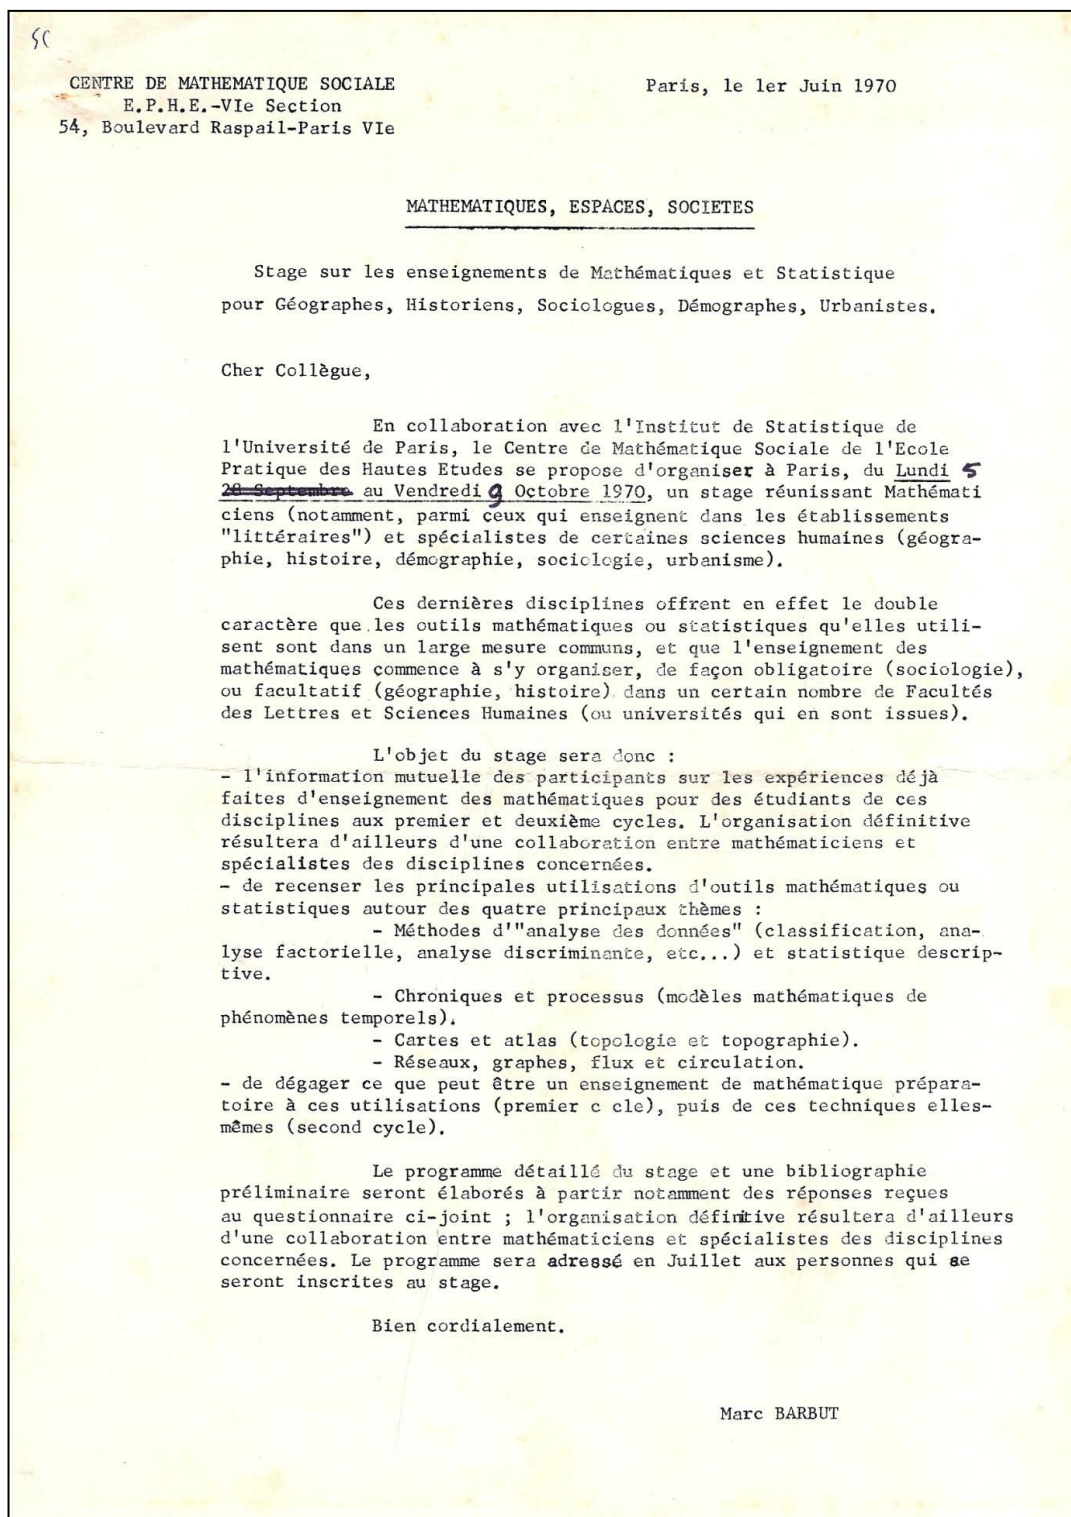 CENTRE DE MATHEMATIQUE SOCIALE
E.P.H.E.-VIe Section
54, Boulevard Raspail-Paris VIe
Paris, le 1er Juin 1970
MATHEMATIQUES, ESPACES, SOCIETES
Stage sur les enseignements de Mathématiques et Statistique
pour Géographes, Historiens, Sociologues, Démographes, Urbanistes.
Cher Collègue,
En collaboration avec l'Institut de Statistique de
l'Université de Paris, le Centre de Mathématique Sociale de l'Ecole
Pratique des Hautes Etudes se propose d'organiser à Paris, du Lundi 5
28 Septembre au Vendredi 9 Octobre 1970, un stage réunissant Mathémati
ciens (notamment, parmi ceux qui enseignent dans les établissements
"littéraires") et spécialistes de certaines sciences humaines (géogra-
phie, histoire, démographie, sociologie, urbanisme).
Ces dernières disciplines offrent en effet le double
caractère que les outils mathématiques ou statistiques qu'elles utili-
sent sont dans un large mesure communs, et que l'enseignement des
mathématiques commence à s'y organiser, de façon obligatoire (sociologie),
ou facultatif (géographie, histoire) dans un certain nombre de Facultés
des Lettres et Sciences Humaines (ou universités qui en sont issues).
L'objet du stage sera donc :
- l'information mutuelle des participants sur les expériences déjà
faites d'enseignement des mathématiques pour des étudiants de ces
disciplines aux premier et deuxième cycles. L'organisation définitive
résultera d'ailleurs d'une collaboration entre mathématiciens et
spécialistes des disciplines concernées.
- de recenser les principales utilisations d'outils mathématiques ou
statistiques autour des quatre principaux thèmes :
- Méthodes d'"analyse des données" (classification, ana-
lyse factorielle, analyse discriminante, etc...) et statistique descrip-
tive.
- Chroniques et processus (modèles mathématiques de
phénomènes temporels).
- Cartes et atlas (topologie et topographie).
- Réseaux, graphes, flux et circulation.
- de dégager ce que peut être un enseignement de mathématique prépara-
toire à ces utilisations (premier c cle), puis de ces techniques elles-
mêmes (second cycle).
Le programme détaillé du stage et une bibliographie
préliminaire seront élaborés à partir notamment des réponses reçues
au questionnaire ci-joint ; l'organisation définitive résultera d'ailleurs
d'une collaboration entre mathématiciens et spécialistes des disciplines
concernées. Le programme sera adressé en Juillet aux personnes qui se
seront inscrites au stage.
Bien cordialement.
Marc BARBUT